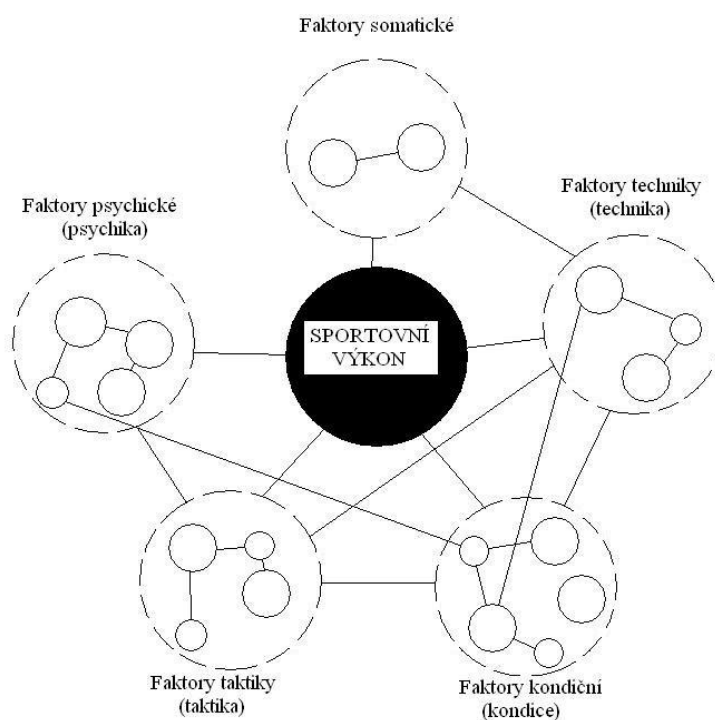 Faktory somatické
Faktory techniky
(technika)
Faktory psychické
(psychika)
SPORTOVNÍ
VÝKON
Faktory taktiky
(taktika)
Faktory kondiční
(kondice)